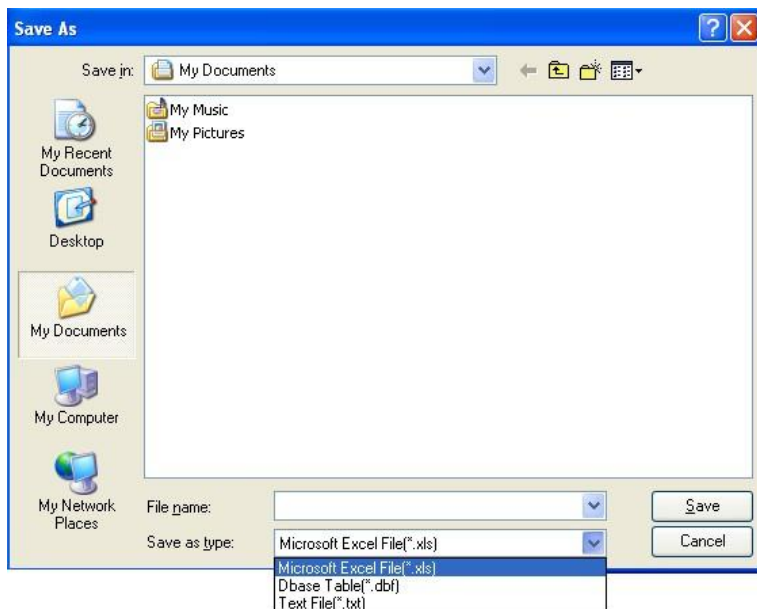 Save As
Save in: My Documents
My Music
My Pictures
My Recent
Documents
Desktop
My Documents
My Computer
My Network
Places
File name:
Save
Save as type: Microsoft Excel File(*.xls)
Cancel
Microsoft Excel File(*.xls)
Dbase Table(*.dbf)
Text File(*.txt)